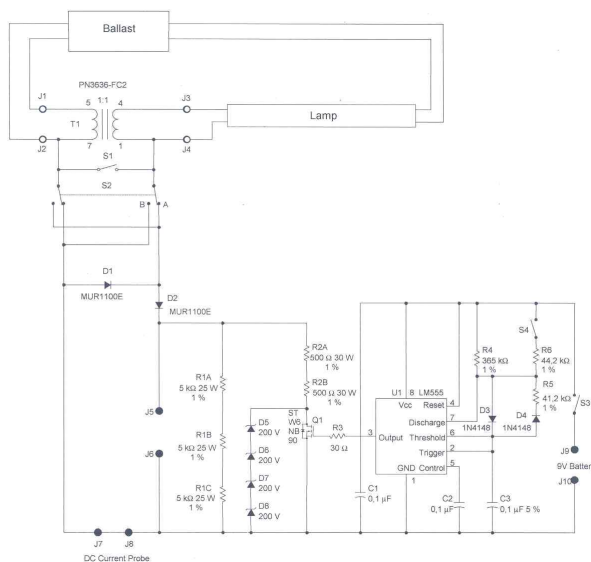 Ballast
PN3636-FC2
J1
5
1:1
4
J3
T1
Lamp
J2
7
1
J4
S1
S2
B
A
D1
MUR1100E
D2
MUR1100E
R2A
500 Ω 30 W
1 %
R1A
5 kΩ 25 W
1 %
R2B
500 Ω 30 W
1 %
S4
R4
365 kΩ
1 %
R6
44,2 kΩ
1 %
R5
41,2 kΩ
1 %
S3
U1
8
LM555
Vcc
Reset
4
Discharge
7
D3
1N4148
D4
1N4148
Output
3
Threshold
6
Trigger
2
GND
Control
5
1
J5
ST
W6
NB
90
Q1
R3
30 Ω
D5
200 V
D6
200 V
D7
200 V
D8
200 V
R1B
5 kΩ 25 W
1 %
J6
R1C
5 kΩ 25 W
1 %
J9
9V Batter
J10
C1
0,1 µF
C2
0,1 µF
C3
0,1 µF 5 %
J7
J8
DC Current Probe